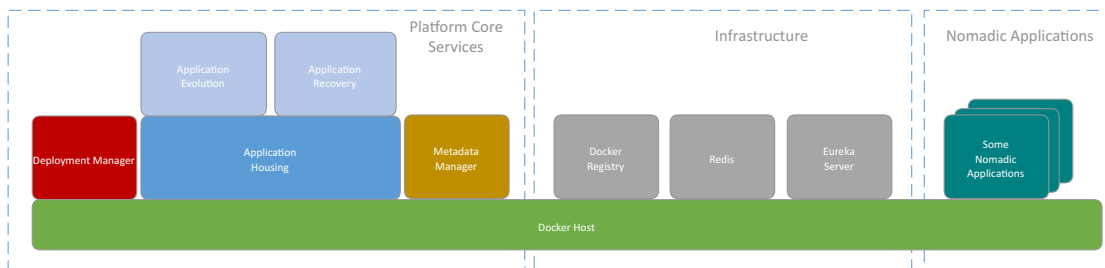 Platform Core
Services
Infrastructure
Nomadic Applications
Application
Evolution
Application
Recovery
Deployment Manager
Application
Housing
Metadata
Manager
Docker
Registry
Redis
Eureka
Server
Some
Nomadic
Applications
Docker Host